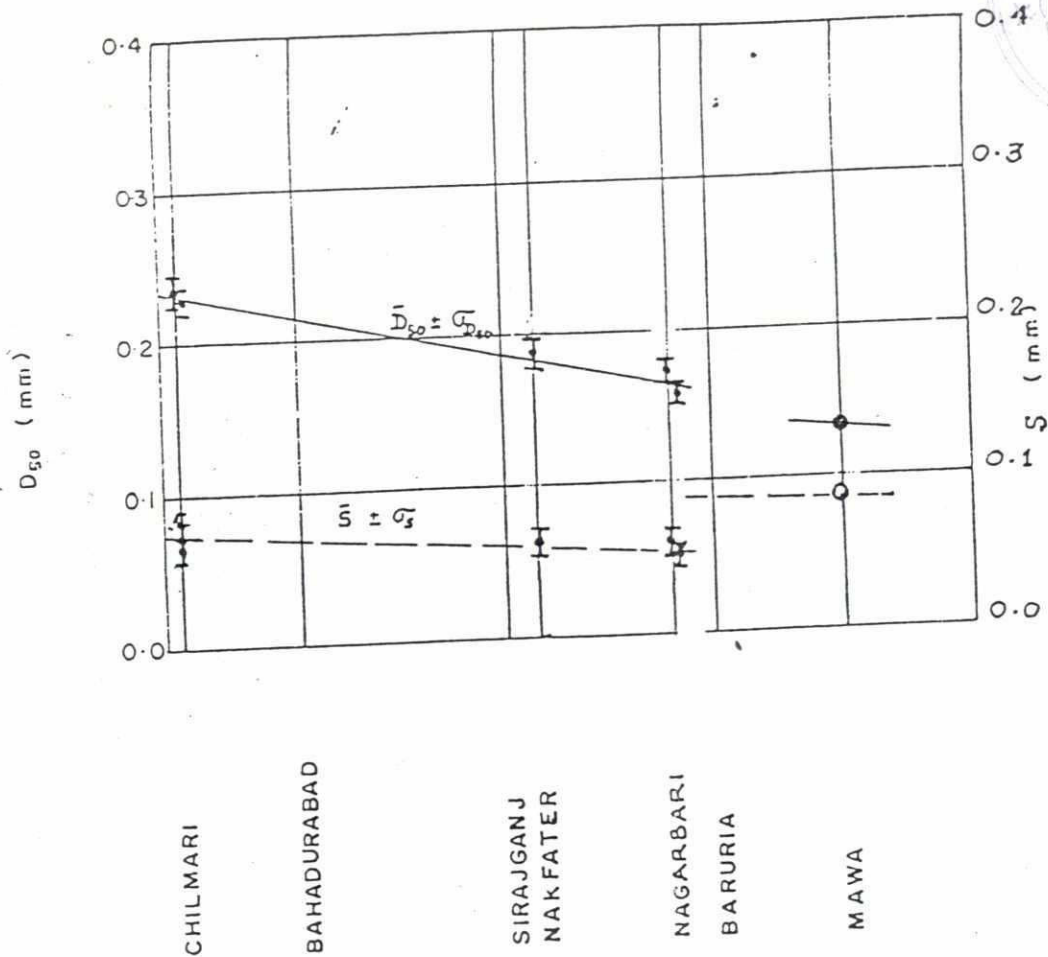 0.4
0.3
0.2
0.1
0.0
D50 (mm)
0.4
0.3
0.2
0.1
0.0
S (mm)
D̄50 ± σD50
S̄ ± σs
CHILMARI
BAHADURABAD
SIRAJGANJ
NAKFATER
NAGARBARI
BARURIA
MAWA